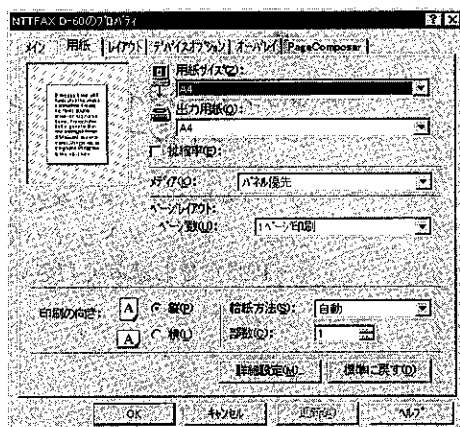 NTTFAX D-60のプロパティ
メイン 用紙 レイアウト デバイスオプション オーバレイ PageComposer
用紙サイズ(Z):
A4
出力用紙(O):
A4
拡縮率(E):
メディア(Q): パネル優先
ページレイアウト:
ページ数(U): 1ページ印刷
印刷の向き: A 縦(P) 給紙方法(S): 自動
A 横(L) 部数(C): 1
詳細設定(H)... 標準に戻す(D)
OK キャンセル 更新(A) ヘルプ